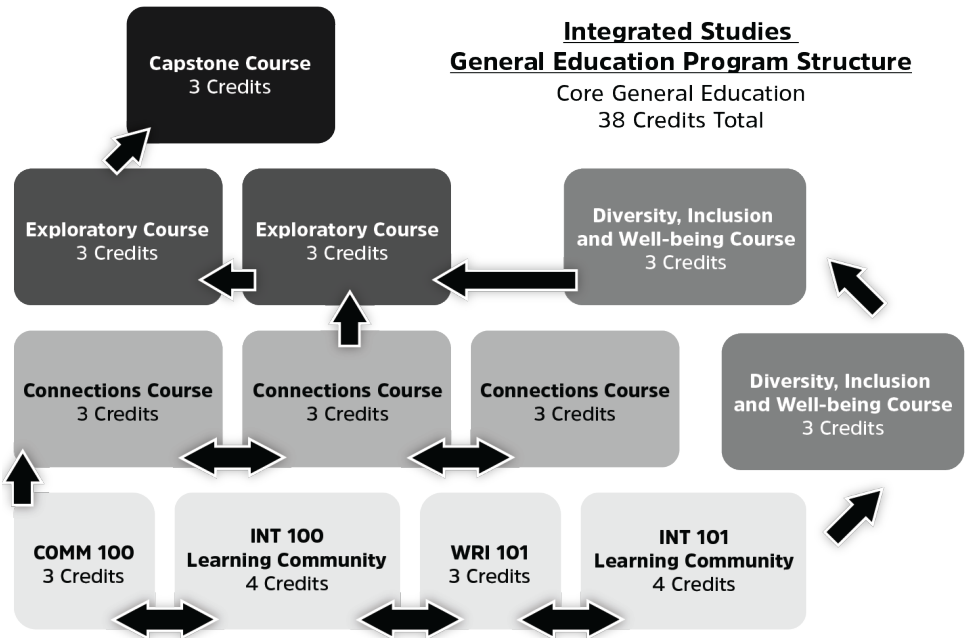 Integrated Studies
General Education Program Structure
Core General Education
38 Credits Total
Capstone Course
3 Credits
Exploratory Course
3 Credits
Exploratory Course
3 Credits
Diversity, Inclusion
and Well-being Course
3 Credits
Connections Course
3 Credits
Connections Course
3 Credits
Connections Course
3 Credits
Diversity, Inclusion
and Well-being Course
3 Credits
COMM 100
3 Credits
INT 100
Learning Community
4 Credits
WRI 101
3 Credits
INT 101
Learning Community
4 Credits